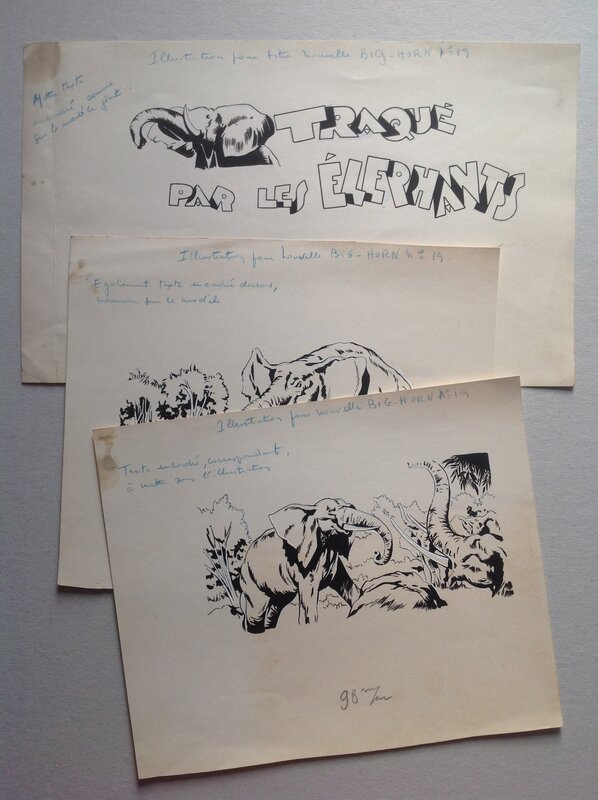 Illustration pour titre nouvelle BIG-HORN N° 19
Mettre texte
encadré comme
sur le modèle joint.
TRAQUÉ
PAR LES ÉLEPHANTS
Illustration pour nouvelle BIG-HORN N° 19.
Egalement texte encadré dessous,
comme sur le modèle
Illustration pour nouvelle BIG-HORN N° 19
Texte encadré, correspondant,
à mettre sous l'illustration
98 m/m